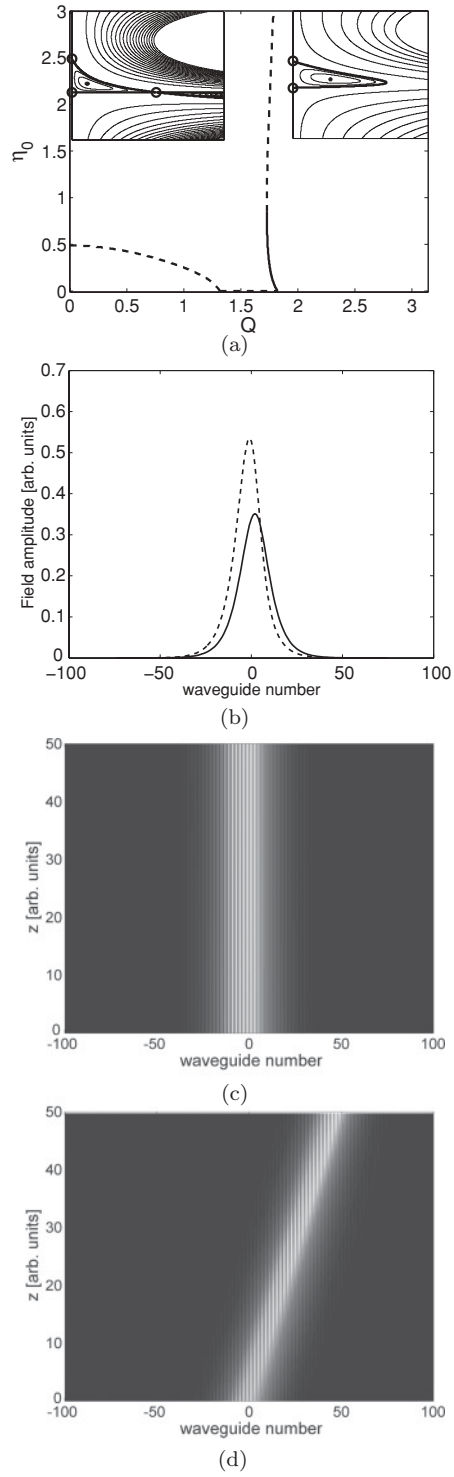 3
2.5
2
1.5
1
0.5
0
η0
0 0.5 1 1.5 2 2.5 3
Q
(a)
0.7
0.6
0.5
0.4
0.3
0.2
0.1
0
Field amplitude [arb. units]
−100 −50 0 50 100
waveguide number
(b)
50
40
30
20
10
0
z [arb. units]
-100 -50 0 50 100
waveguide number
(c)
50
40
30
20
10
0
z [arb. units]
-100 -50 0 50 100
waveguide number
(d)